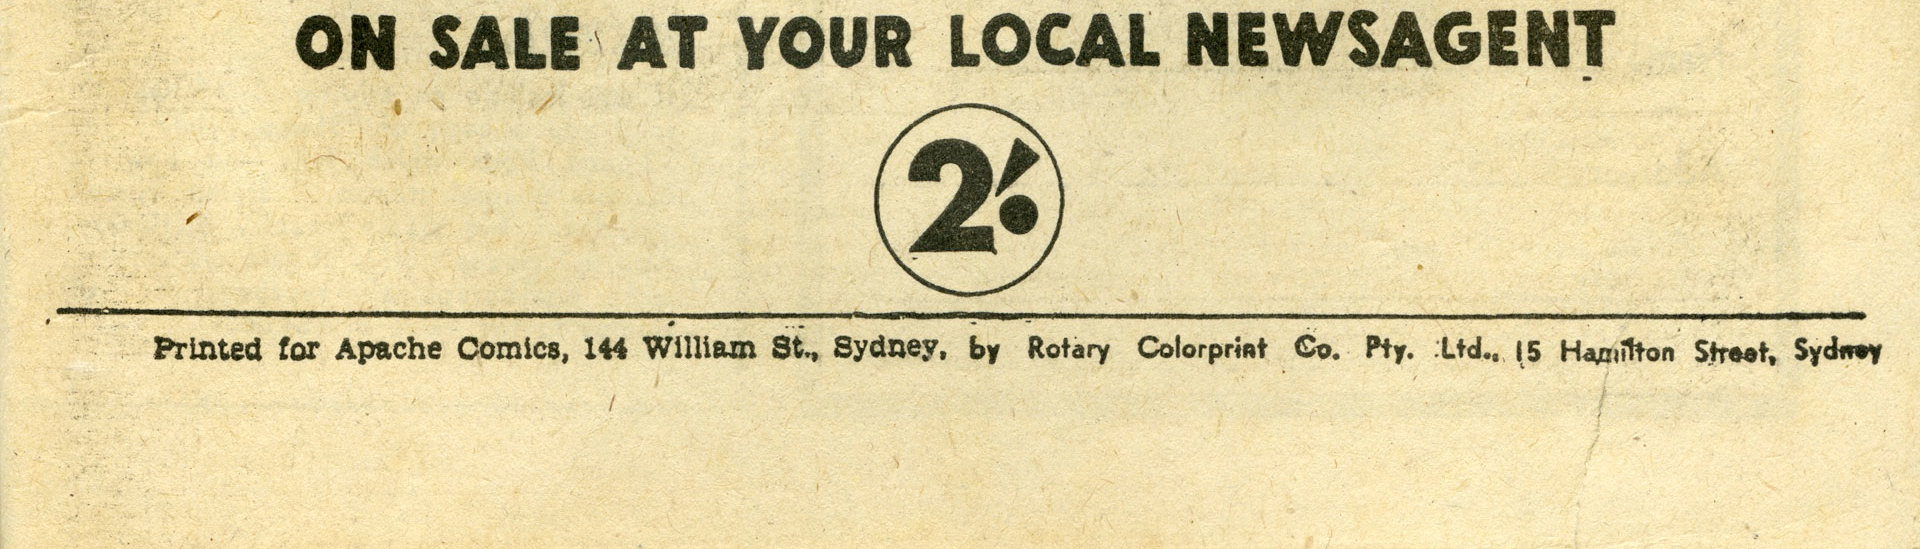 ON SALE AT YOUR LOCAL NEWSAGENT
2/·
Printed for Apache Comics, 144 William St., Sydney, by Rotary Colorprint Co. Pty. Ltd., 15 Hamilton Street, Sydney